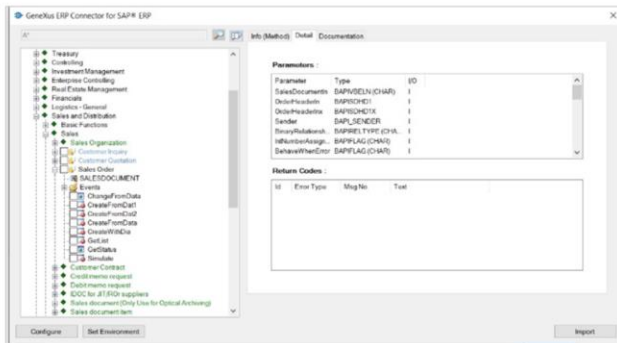 GeneXus ERP Connector for SAP® ERP
A*
Info (Method) Detail Documentation
Treasury
Controlling
Investment Management
Enterprise Controlling
Real Estate Management
Financials
Logistics - General
Sales and Distribution
Basic Functions
Sales
Sales Organization
Customer Inquiry
Customer Quotation
Sales Order
SALESDOCUMENT
Events
ChangeFromData
CreateFromDat1
CreateFromDat2
CreateFromData
CreateWithDia
GetList
GetStatus
Simulate
Customer Contract
Credit memo request
Debit memo request
IDOC for JIT/ROI suppliers
Sales document (Only Use for Optical Archiving)
Sales document item
Parameters :
Parameter Type I/O
SalesDocumentIn BAPIVBELN (CHAR) I
OrderHeaderIn BAPISDHD1 I
OrderHeaderInx BAPISDHD1X I
Sender BAPI_SENDER I
BinaryRelationsh... BAPIRELTYPE (CHA... I
IntNumberAssign... BAPIFLAG (CHAR) I
BehaveWhenError BAPIFLAG (CHAR) I
Return Codes :
Id Error Type Msg No Text
Configure Set Environment Import